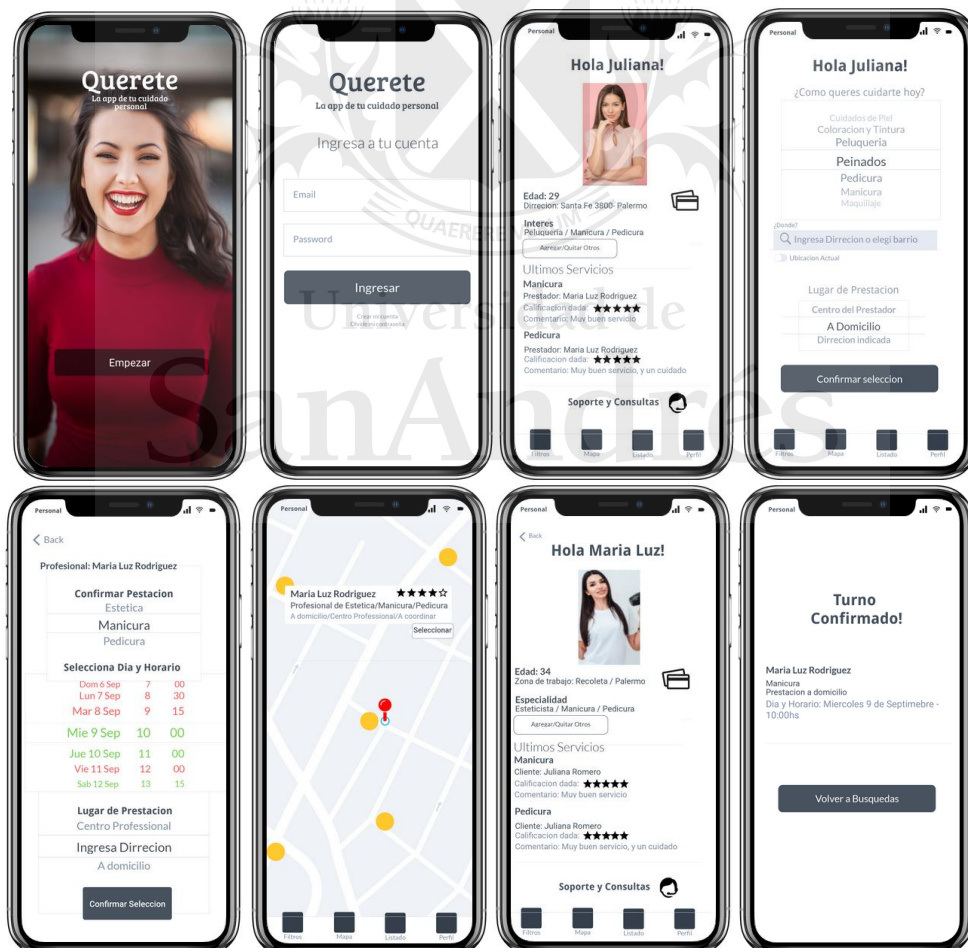 Querete
La app de tu cuidado
personal
Empezar
Querete
La app de tu cuidado personal
Ingresa a tu cuenta
Email
Password
Ingresar
Crear mi cuenta
Personal
Hola Juliana!
Edad: 29
Dirrecion: Santa Fe 3800- Palermo
Interes
Peluqueria / Manicura / Pedicura
Agregar/Quitar Otros
Ultimos Servicios
Manicura
Prestador: Maria Luz Rodriguez
Calificacion dada: ★★★★★
Comentario: Muy buen servicio
Pedicura
Prestador: Maria Luz Rodriguez
Calificacion dada: ★★★★★
Comentario: Muy buen servicio, y un cuidado
Soporte y Consultas
Filtros Mapa Listado Perfil
Personal
Hola Juliana!
¿Como queres cuidarte hoy?
Cuidados de Piel
Coloracion y Tintura
Peluqueria
Peinados
Pedicura
Manicura
Maquillaje
¿Donde?
Ingresa Dirrecion o elegi barrio
Ubicacion Actual
Lugar de Prestacion
Centro del Prestador
A Domicilio
Dirrecion indicada
Confirmar seleccion
Filtros Mapa Listado Perfil
QUAERERE VERUM
Universidad de
SanAndrés
Personal
Back
Profesional: Maria Luz Rodriguez
Confirmar Pestacion
Estetica
Manicura
Pedicura
Selecciona Dia y Horario
Dom 6 Sep 7 00
Lun 7 Sep 8 30
Mar 8 Sep 9 15
Mie 9 Sep 10 00
Jue 10 Sep 11 00
Vie 11 Sep 12 00
Sab 12 Sep 13 15
Lugar de Prestacion
Centro Professional
Ingresa Dirrecion
A domicilio
Confirmar Seleccion
Personal
Maria Luz Rodriguez ★★★★☆
Profesional de Estetica/Manicura/Pedicura
A domicilio/Centro Professional/A coordinar
Seleccionar
Filtros Mapa Listado Perfil
Personal
Back
Hola Maria Luz!
Edad: 34
Zona de trabajo: Recoleta / Palermo
Especialidad
Esteticista / Manicura / Pedicura
Agregar/Quitar Otros
Ultimos Servicios
Manicura
Cliente: Juliana Romero
Calificacion dada: ★★★★★
Comentario: Muy buen servicio
Pedicura
Cliente: Juliana Romero
Calificacion dada: ★★★★★
Comentario: Muy buen servicio, y un cuidado
Soporte y Consultas
Filtros Mapa Listado Perfil
Personal
Turno
Confirmado!
Maria Luz Rodriguez
Manicura
Prestacion a domicilio
Dia y Horario: Miercoles 9 de Septimebre -
10:00hs
Volver a Busquedas